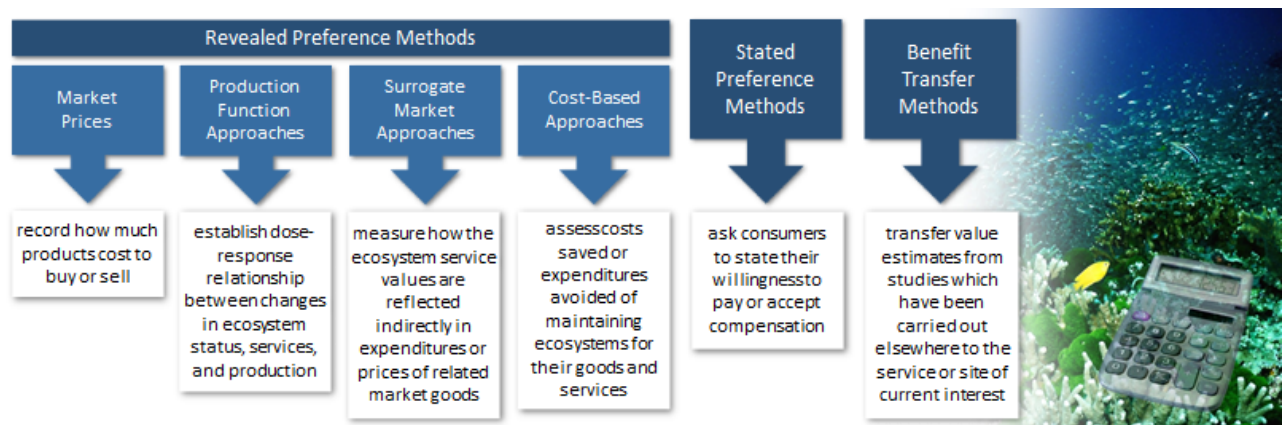 Revealed Preference Methods
Market
Prices
Production
Function
Approaches
Surrogate
Market
Approaches
Cost-Based
Approaches
Stated
Preference
Methods
Benefit
Transfer
Methods
record how much
products cost to
buy or sell
establish dose-
response
relationship
between changes
in ecosystem
status, services,
and production
measure how the
ecosystem service
values are
reflected
indirectly in
expenditures or
prices of related
market goods
assess costs
saved or
expenditures
avoided of
maintaining
ecosystems for
their goods and
services
ask consumers
to state their
willingness to
pay or accept
compensation
transfer value
estimates from
studies which
have been
carried out
elsewhere to the
service or site of
current interest